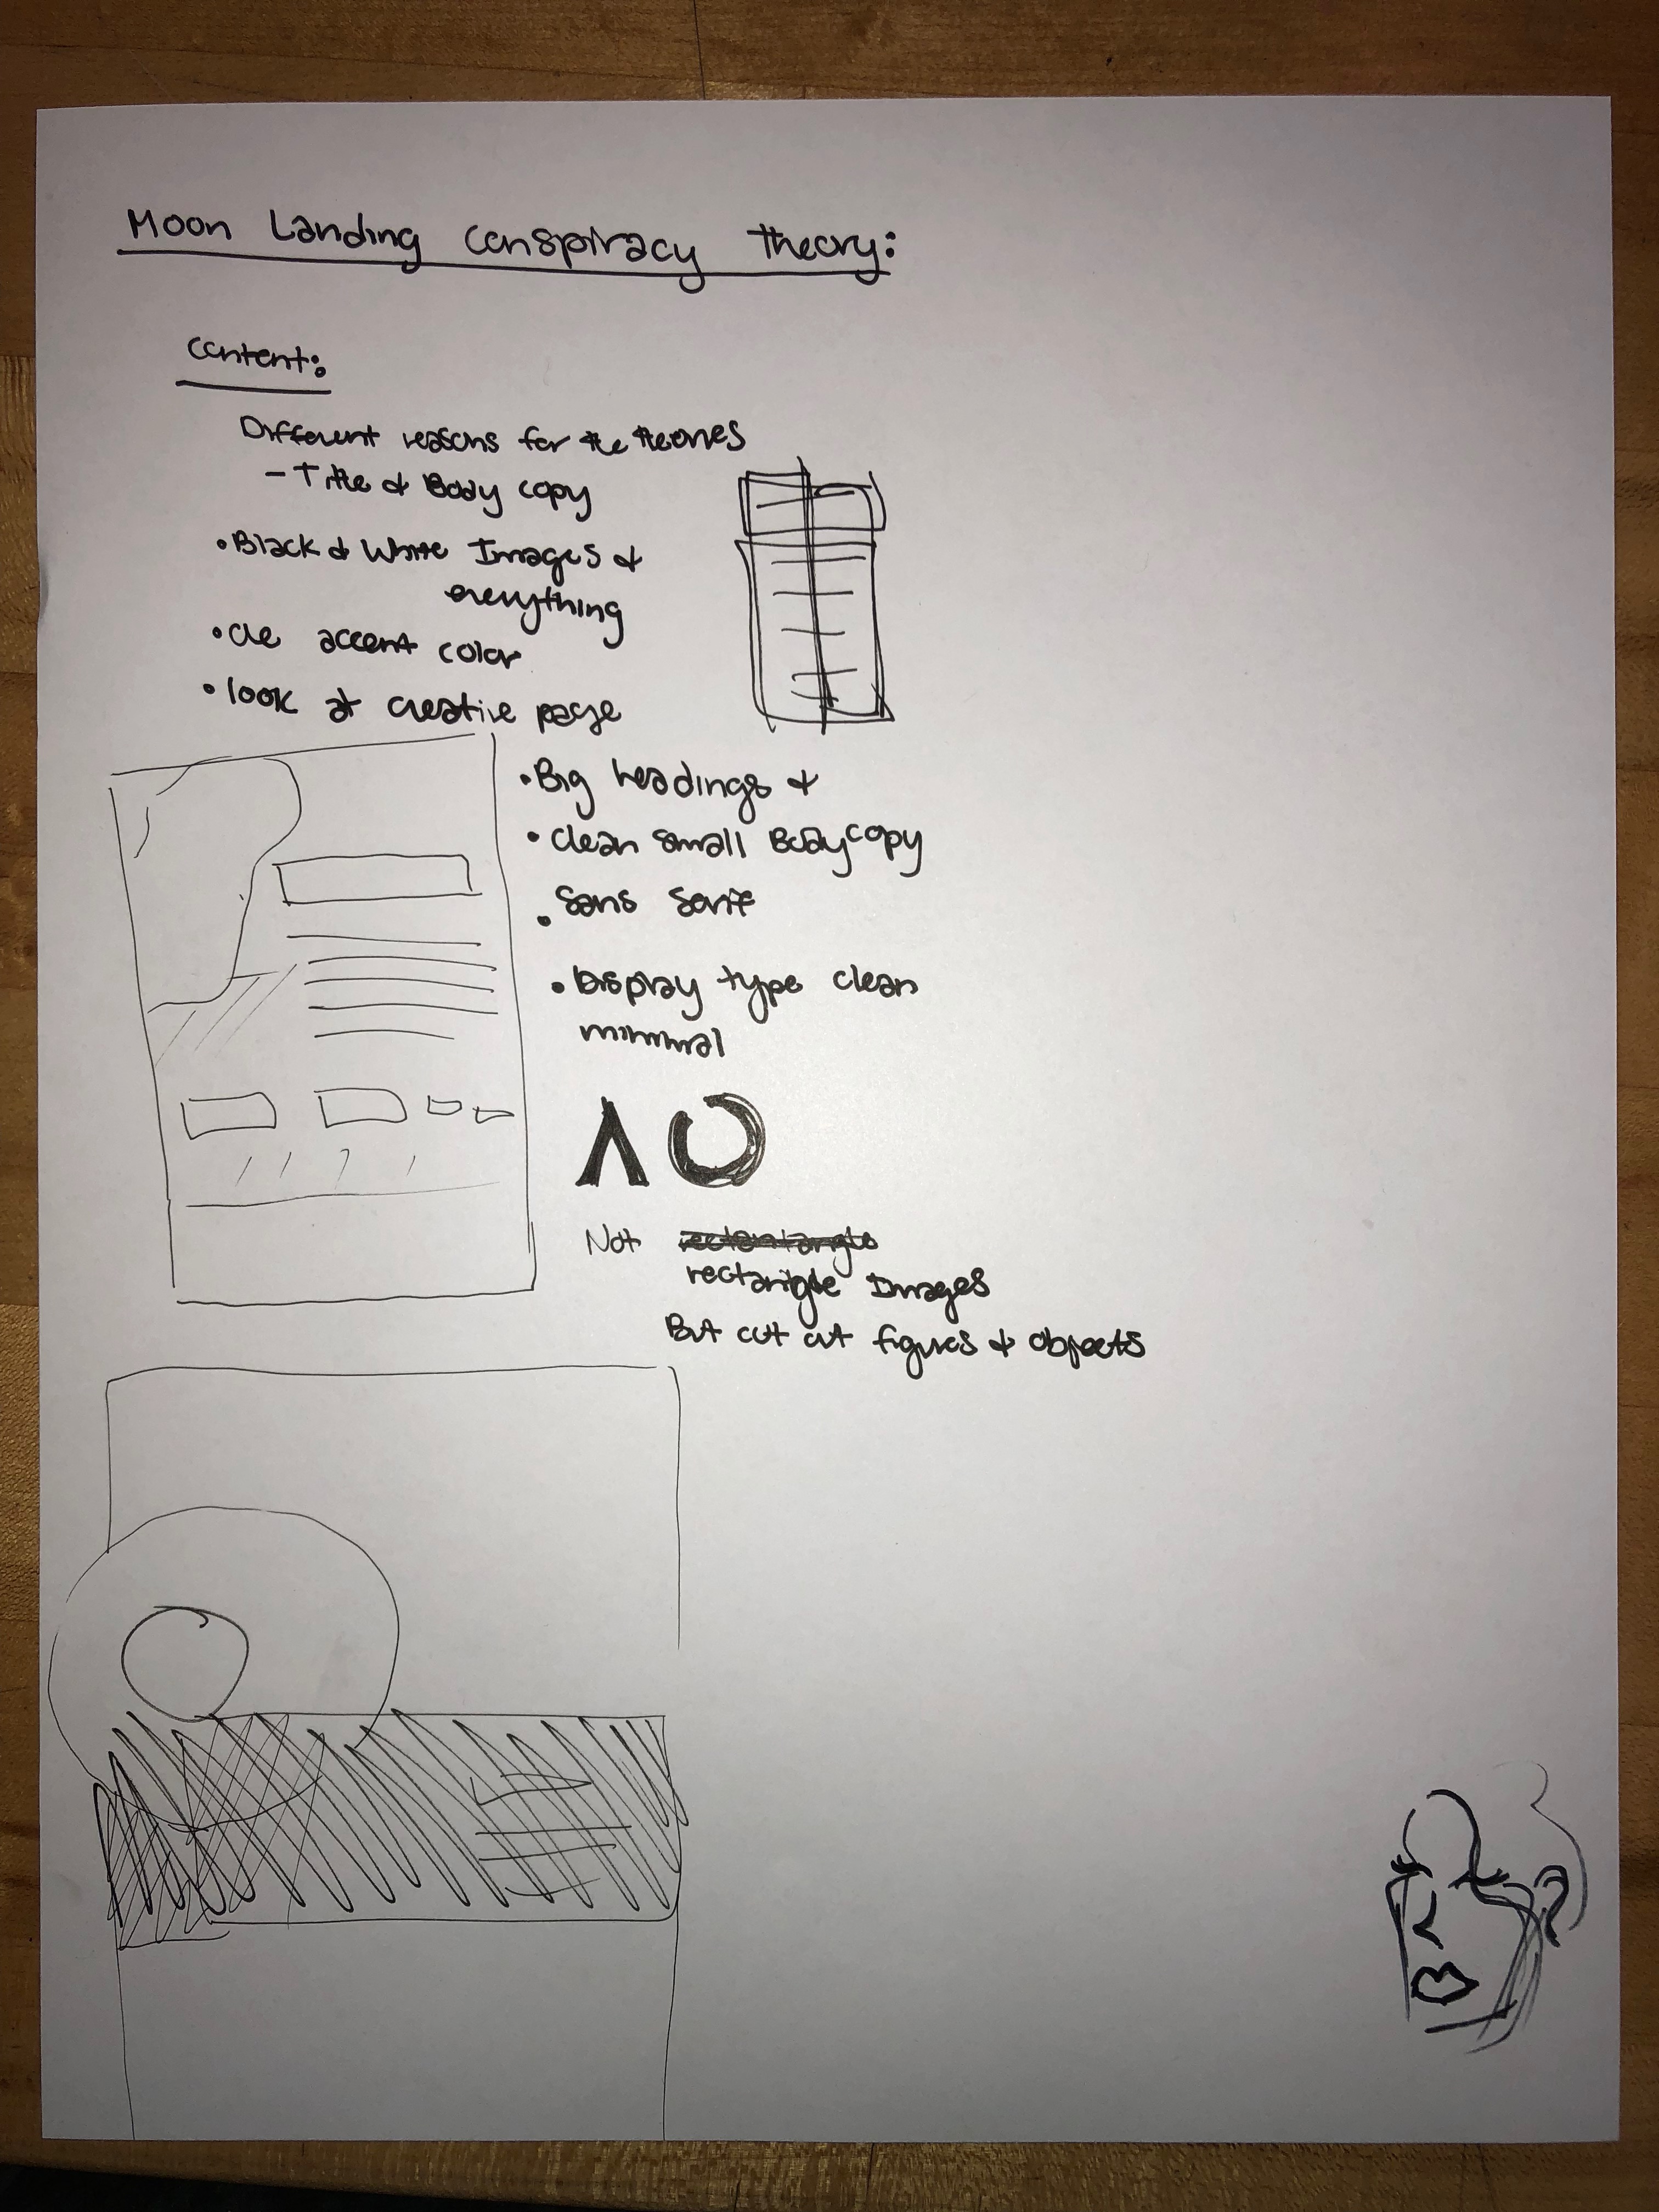 Moon Landing Conspiracy Theory:
Content:
Different reasons for the theories
- Title & Body copy
• Black & White Images &
everything
• One accent color
• look at creative page
• Big headings &
• Clean small Body copy
• Sans Serif
• Display type clean
minimal
Not rectantangle
rectangle Images
But cut out figures & objects